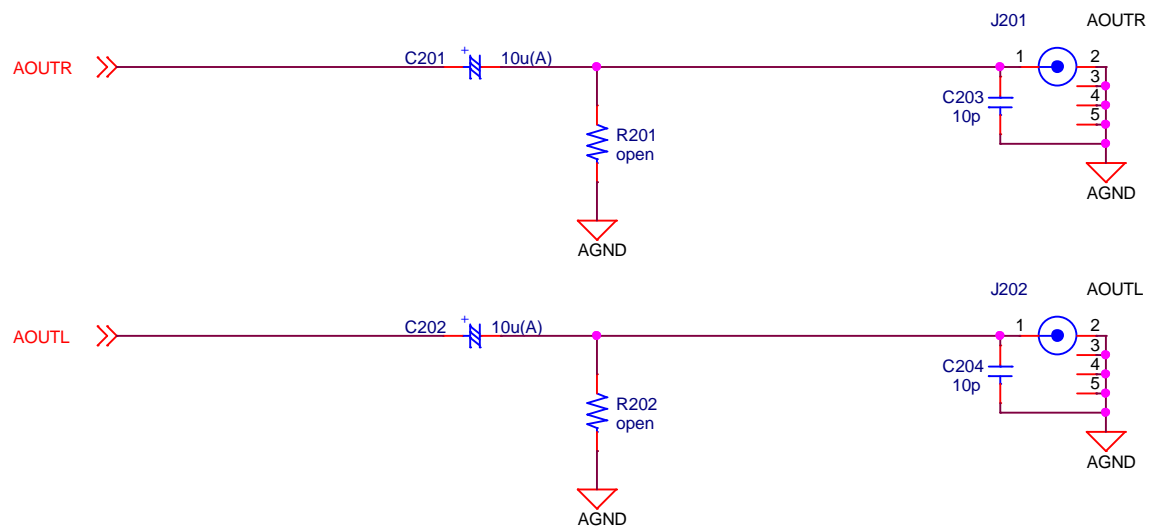 J201 AOUTR
C201 + 10u(A) 1 2
AOUTR 3
C203 4
10p 5
R201
open
AGND
AGND
J202 AOUTL
C202 + 10u(A) 1 2
AOUTL 3
C204 4
10p 5
R202
open
AGND
AGND